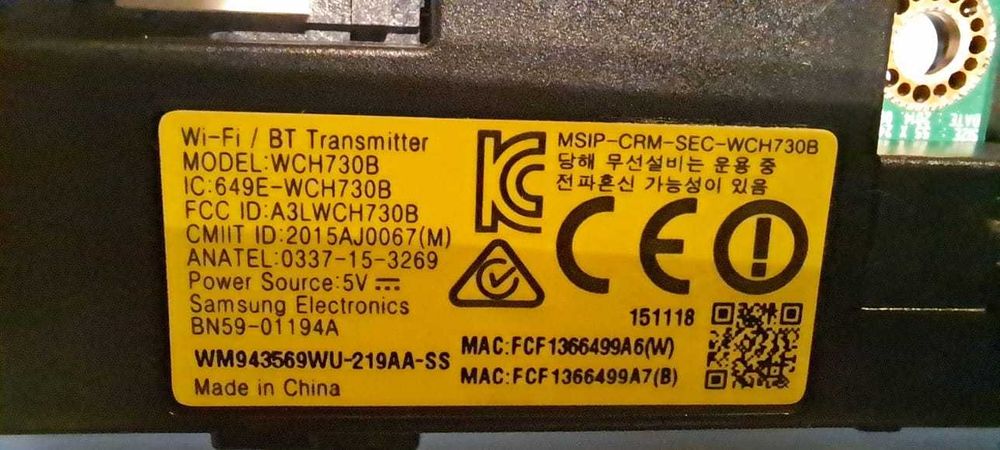 Wi-Fi / BT Transmitter
MODEL:WCH730B
IC:649E-WCH730B
FCC ID:A3LWCH730B
CMIIT ID:2015AJ0067(M)
ANATEL:0337-15-3269
Power Source:5V
Samsung Electronics
BN59-01194A
WM943569WU-219AA-SS
Made in China
MSIP-CRM-SEC-WCH730B
당해 무선설비는 운용 중
전파혼신 가능성이 있음
CE
151118
MAC:FCF1366499A6(W)
MAC:FCF1366499A7(B)